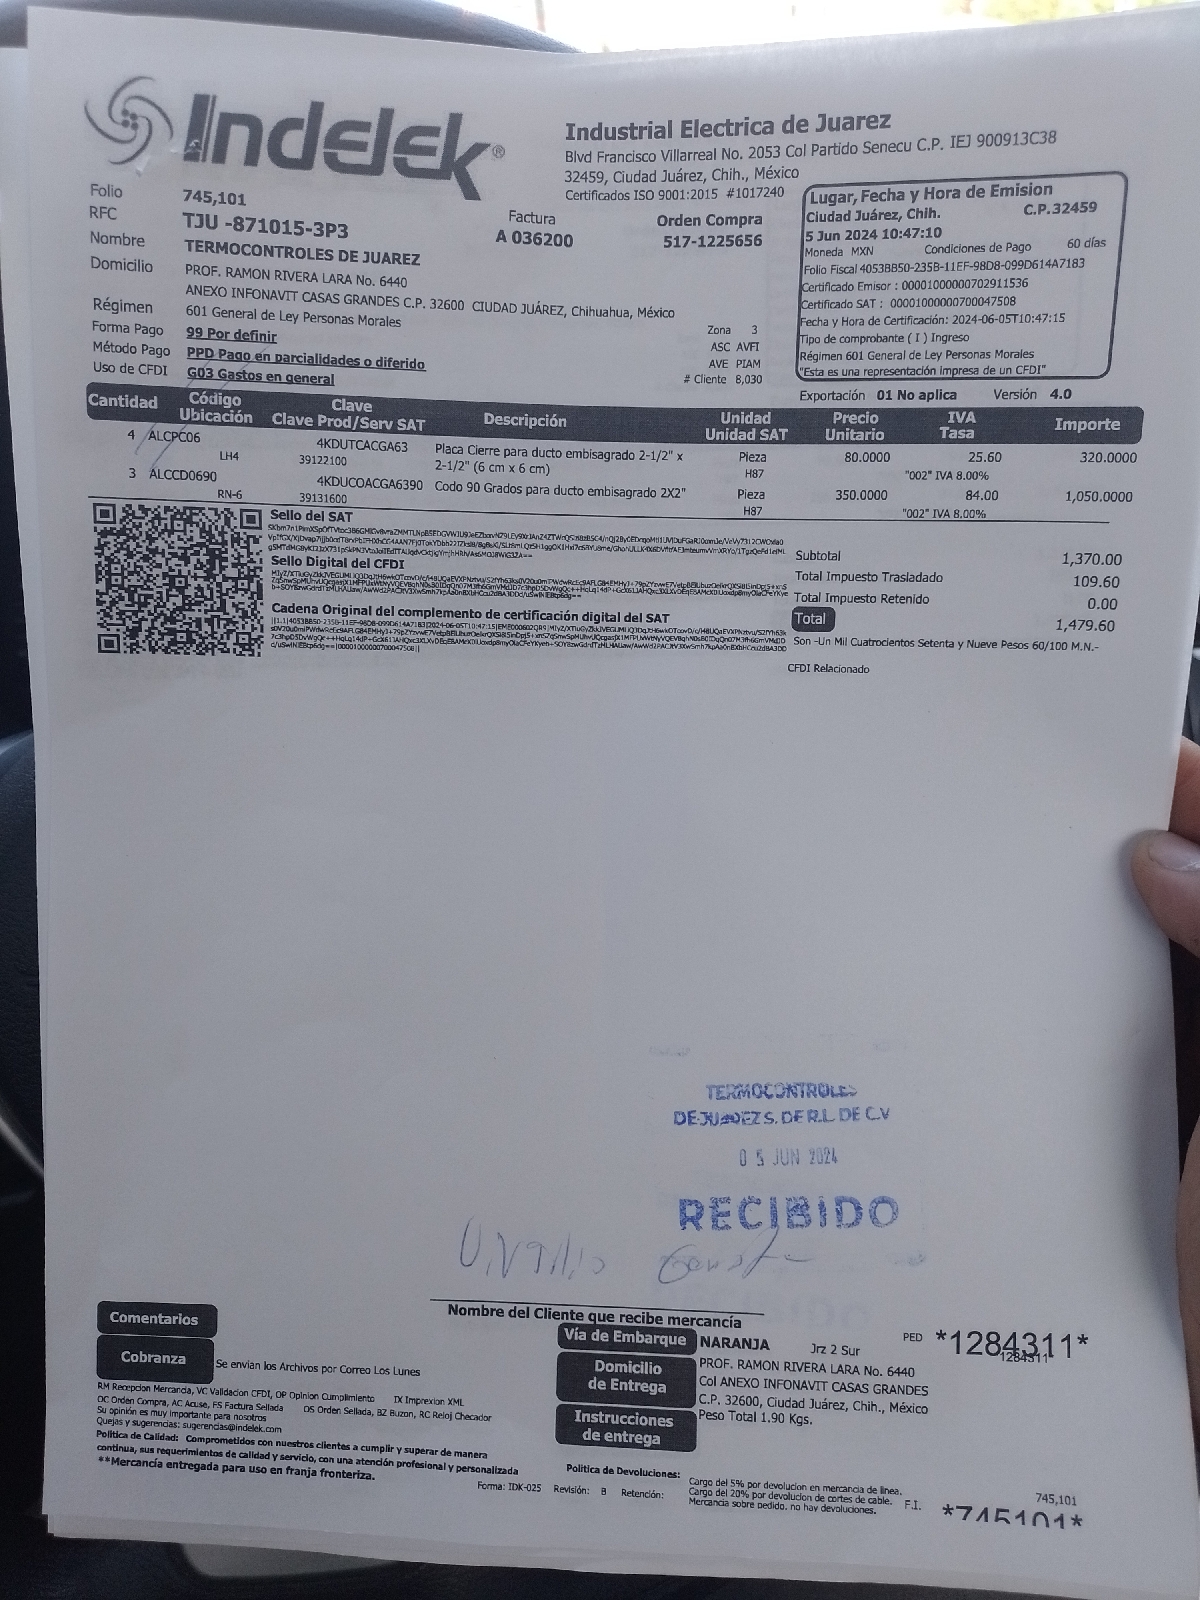 Indelek®
Industrial Electrica de Juarez
Blvd Francisco Villarreal No. 2053 Col Partido Senecu C.P. IEJ 900913C38
32459, Ciudad Juárez, Chih., México
Certificados ISO 9001:2015 #1017240
Folio 745,101
RFC TJU -871015-3P3
Nombre TERMOCONTROLES DE JUAREZ
Domicilio PROF. RAMON RIVERA LARA No. 6440
ANEXO INFONAVIT CASAS GRANDES C.P. 32600 CIUDAD JUÁREZ, Chihuahua, México
Régimen 601 General de Ley Personas Morales
Forma Pago 99 Por definir
Método Pago PPD Pago en parcialidades o diferido
Uso de CFDI G03 Gastos en general
Factura
A 036200
Orden Compra
517-1225656
Zona 3
ASC AVFI
AVE PIAM
# Cliente 8,030
Lugar, Fecha y Hora de Emision
Ciudad Juárez, Chih. C.P.32459
5 Jun 2024 10:47:10
Moneda MXN Condiciones de Pago 60 días
Folio Fiscal 4053BB50-235B-11EF-98D8-099D614A7183
Certificado Emisor : 00001000000702911536
Certificado SAT : 00001000000700047508
Fecha y Hora de Certificación: 2024-06-05T10:47:15
Tipo de comprobante ( I ) Ingreso
Régimen 601 General de Ley Personas Morales
"Esta es una representación impresa de un CFDI"
Exportación 01 No aplica Versión 4.0
Cantidad Código Ubicación Clave Clave Prod/Serv SAT Descripción Unidad Unidad SAT Precio Unitario IVA Tasa Importe
4 ALCPC06 4KDUTCACGA63 Placa Cierre para ducto embisagrado 2-1/2" x Pieza 80.0000 25.60 320.0000
LH4 39122100 2-1/2" (6 cm x 6 cm) H87 "002" IVA 8.00%
3 ALCCD0690 4KDUCOACGA6390 Codo 90 Grados para ducto embisagrado 2X2" Pieza 350.0000 84.00 1,050.0000
RN-6 39131600 H87 "002" IVA 8.00%
Sello del SAT
Sello Digital del CFDI
Cadena Original del complemento de certificación digital del SAT
Subtotal 1,370.00
Total Impuesto Trasladado 109.60
Total Impuesto Retenido 0.00
Total 1,479.60
Son -Un Mil Cuatrocientos Setenta y Nueve Pesos 60/100 M.N.-
CFDI Relacionado
TERMOCONTROLES
DE JUAREZ S. DE R.L. DE C.V
0 5 JUN 2024
RECIBIDO
Nombre del Cliente que recibe mercancía
Comentarios
Cobranza Se envian los Archivos por Correo Los Lunes
Vía de Embarque NARANJA Jrz 2 Sur
PED *1284311*
1284311
Domicilio de Entrega
PROF. RAMON RIVERA LARA No. 6440
Col ANEXO INFONAVIT CASAS GRANDES
C.P. 32600, Ciudad Juárez, Chih., México
Peso Total 1.90 Kgs.
Instrucciones de entrega
RM Recepcion Mercancia, VC Validacion CFDI, OP Opinion Cumplimiento IX Imprexion XML
OC Orden Compra, AC Acuse, FS Factura Sellada OS Orden Sellada, BZ Buzon, RC Reloj Checador
Su opinión es muy importante para nosotros
Quejas y sugerencias: sugerencias@indelek.com
Politica de Calidad: Comprometidos con nuestros clientes a cumplir y superar de manera
continua, sus requerimientos de calidad y servicio, con una atención profesional y personalizada
**Mercancía entregada para uso en franja fronteriza.
Forma: IDK-025 Revisión: B Retención:
Politica de Devoluciones:
Cargo del 5% por devolucion en mercancia de linea.
Cargo del 20% por devolucion de cortes de cable.
Mercancia sobre pedido, no hay devoluciones.
F.I.
745,101
*745101*